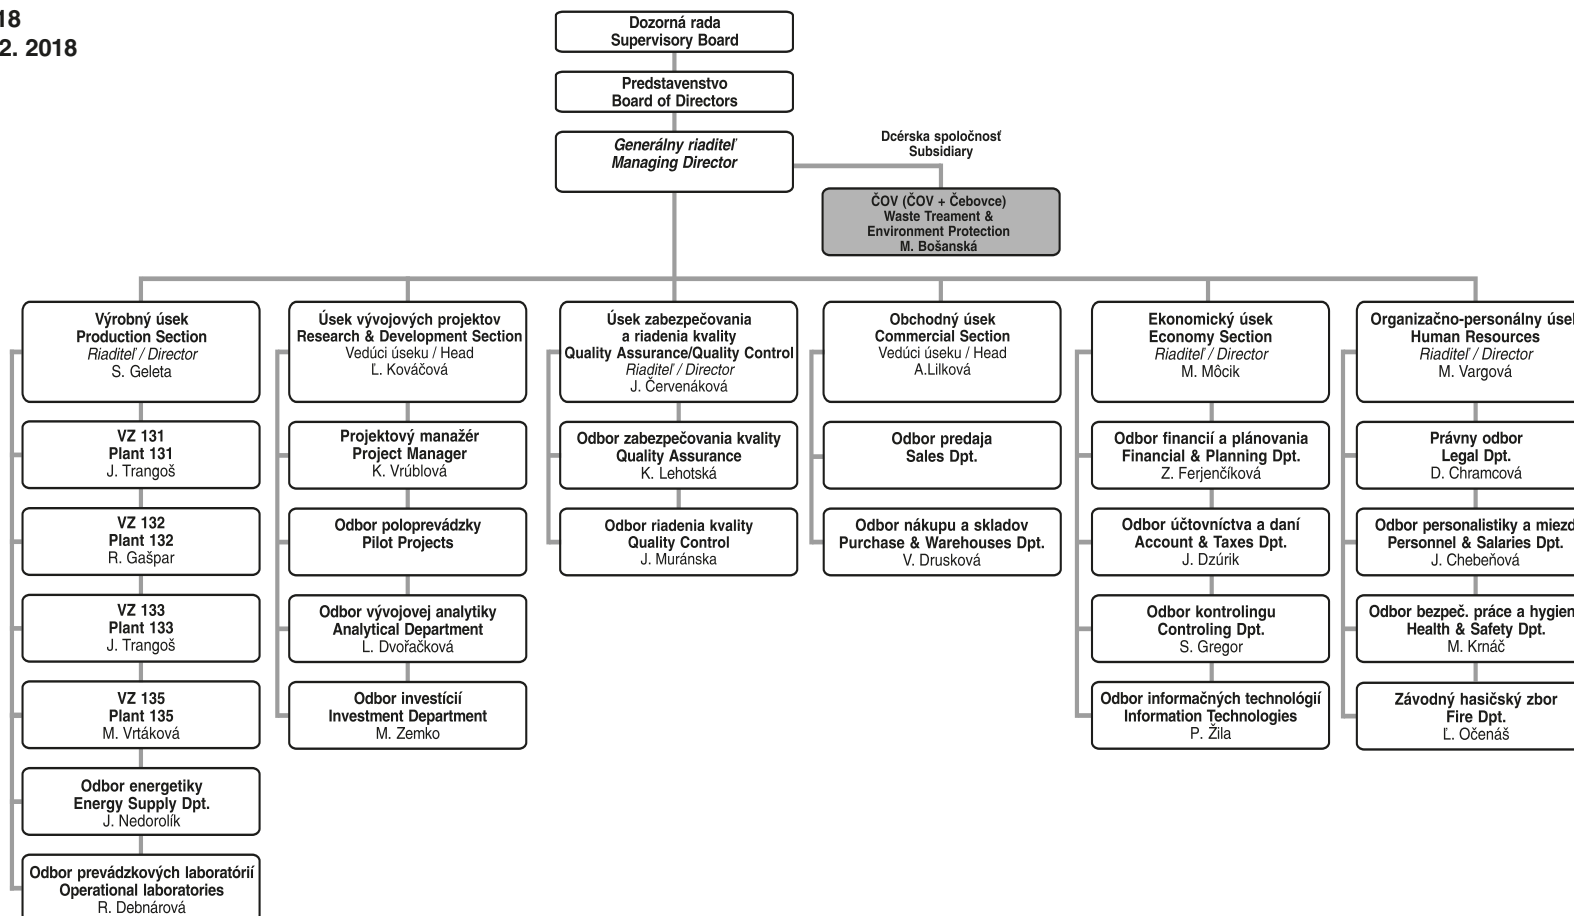 18
2. 2018
Dozorná rada
Supervisory Board
Predstavenstvo
Board of Directors
Generálny riaditeľ
Managing Director
Dcérska spoločnosť
Subsidiary
ČOV (ČOV + Čebovce)
Waste Treament &
Environment Protection
M. Bošanská
Výrobný úsek
Production Section
Riaditeľ / Director
S. Geleta
VZ 131
Plant 131
J. Trangoš
VZ 132
Plant 132
R. Gašpar
VZ 133
Plant 133
J. Trangoš
VZ 135
Plant 135
M. Vrtáková
Odbor energetiky
Energy Supply Dpt.
J. Nedorolík
Odbor prevádzkových laboratórií
Operational laboratories
R. Debnárová
Úsek vývojových projektov
Research & Development Section
Vedúci úseku / Head
Ľ. Kováčová
Projektový manažér
Project Manager
K. Vrúblová
Odbor poloprevádzky
Pilot Projects
Odbor vývojovej analytiky
Analytical Department
L. Dvořačková
Odbor investícií
Investment Department
M. Zemko
Úsek zabezpečovania
a riadenia kvality
Quality Assurance/Quality Control
Riaditeľ / Director
J. Červenáková
Odbor zabezpečovania kvality
Quality Assurance
K. Lehotská
Odbor riadenia kvality
Quality Control
J. Muránska
Obchodný úsek
Commercial Section
Vedúci úseku / Head
A.Lilková
Odbor predaja
Sales Dpt.
Odbor nákupu a skladov
Purchase & Warehouses Dpt.
V. Drusková
Ekonomický úsek
Economy Section
Riaditeľ / Director
M. Môcik
Odbor financií a plánovania
Financial & Planning Dpt.
Z. Ferjenčíková
Odbor účtovníctva a daní
Account & Taxes Dpt.
J. Dzúrik
Odbor kontrolingu
Controling Dpt.
S. Gregor
Odbor informačných technológií
Information Technologies
P. Žila
Organizačno-personálny úsek
Human Resources
Riaditeľ / Director
M. Vargová
Právny odbor
Legal Dpt.
D. Chramcová
Odbor personalistiky a miezd
Personnel & Salaries Dpt.
J. Chebeňová
Odbor bezpeč. práce a hygien
Health & Safety Dpt.
M. Krnáč
Závodný hasičský zbor
Fire Dpt.
Ľ. Očenáš